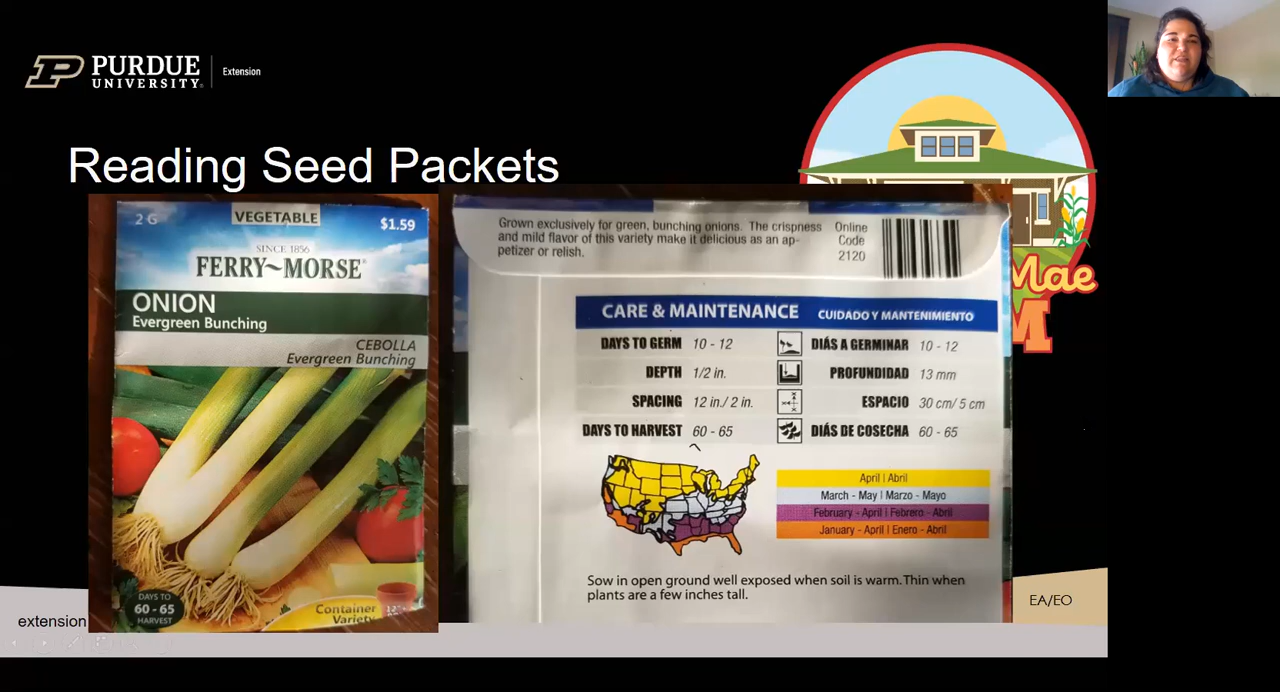 PURDUE
UNIVERSITY®
Extension
Reading Seed Packets
2 G
VEGETABLE
$1.59
SINCE 1856
FERRY~MORSE®
ONION
Evergreen Bunching
CEBOLLA
Evergreen Bunching
DAYS TO
60 - 65
HARVEST
Container
Variety
Grown exclusively for green, bunching onions. The crispness
and mild flavor of this variety make it delicious as an ap-
petizer or relish.
Online
Code
2120
CARE & MAINTENANCE CUIDADO Y MANTENIMIENTO
DAYS TO GERM 10 - 12 DIÁS A GERMINAR 10 - 12
DEPTH 1/2 in. PROFUNDIDAD 13 mm
SPACING 12 in./ 2 in. ESPACIO 30 cm/ 5 cm
DAYS TO HARVEST 60 - 65 DIÁS DE COSECHA 60 - 65
April | Abril
March - May | Marzo - Mayo
February - April | Febrero - Abril
January - April | Enero - Abril
Sow in open ground well exposed when soil is warm. Thin when
plants are a few inches tall.
Mae
M
extension
EA/EO